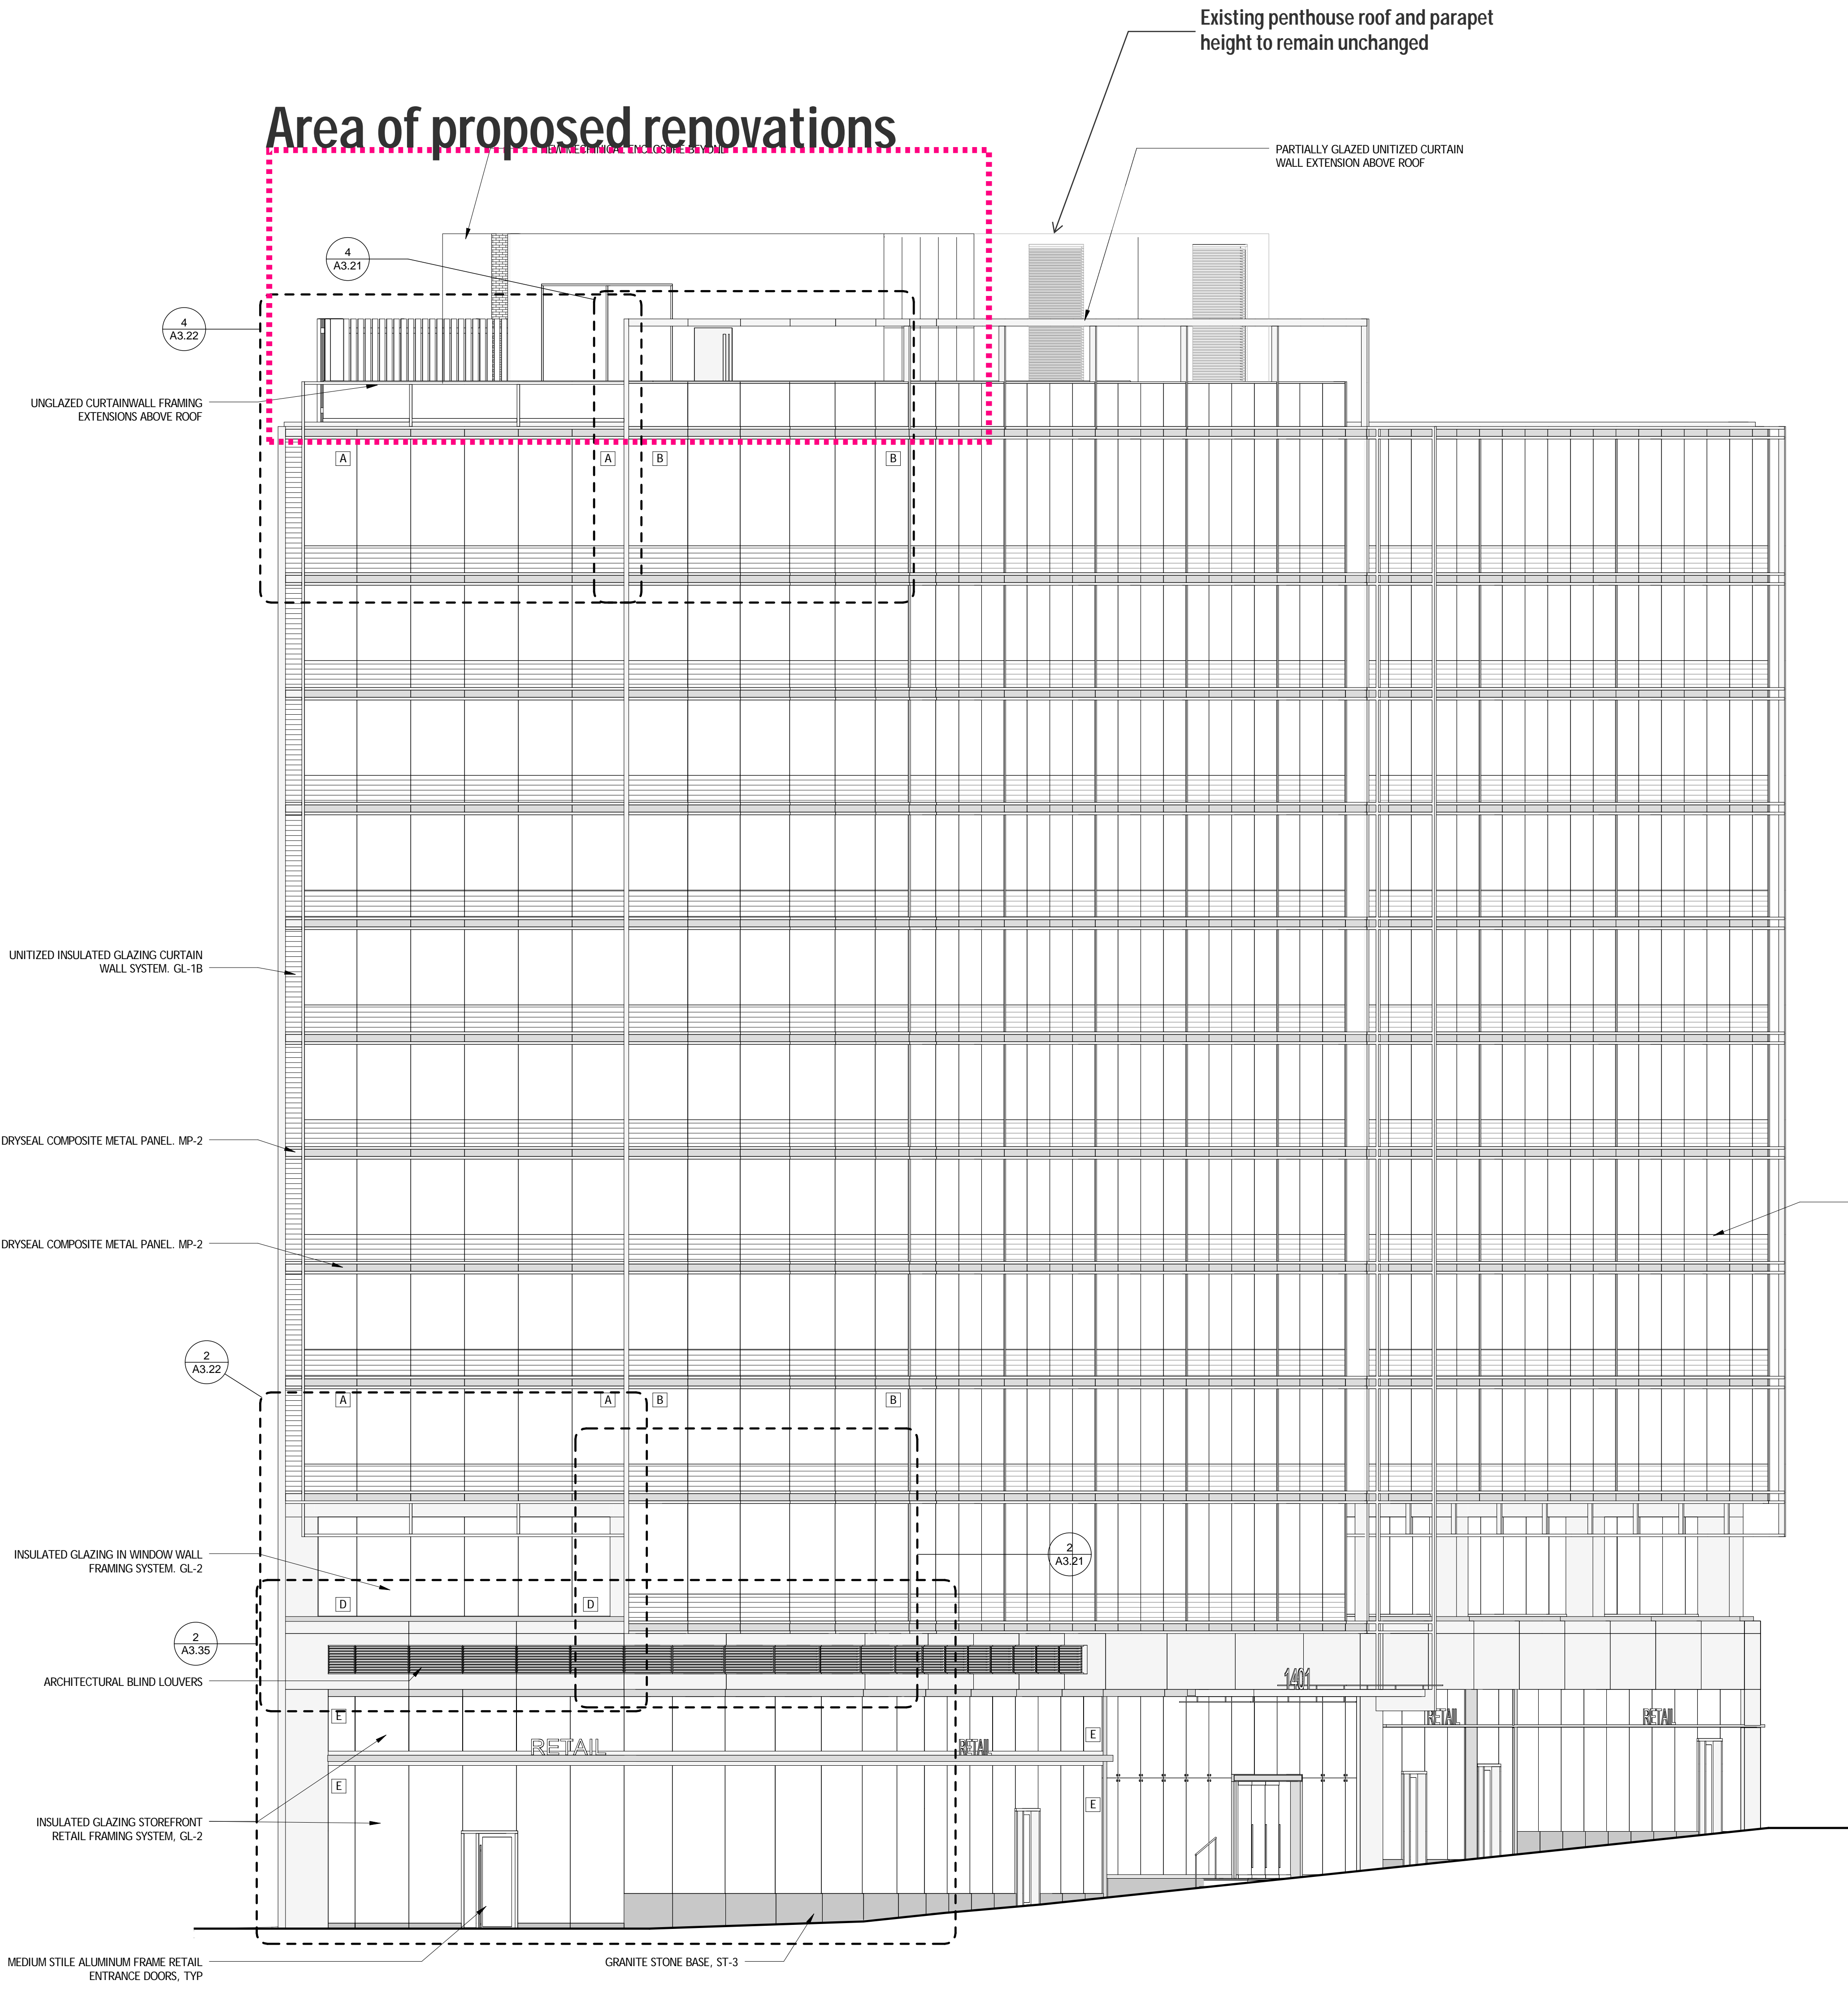 Existing penthouse roof and parapet
height to remain unchanged
Area of proposed renovations
NEW MECHINICAL ENCLOSURE BEYOND
PARTIALLY GLAZED UNITIZED CURTAIN
WALL EXTENSION ABOVE ROOF
4
A3.21
4
A3.22
UNGLAZED CURTAINWALL FRAMING
EXTENSIONS ABOVE ROOF
A
A
B
B
UNITIZED INSULATED GLAZING CURTAIN
WALL SYSTEM. GL-1B
DRYSEAL COMPOSITE METAL PANEL. MP-2
DRYSEAL COMPOSITE METAL PANEL. MP-2
2
A3.22
A
A
B
B
INSULATED GLAZING IN WINDOW WALL
FRAMING SYSTEM. GL-2
2
A3.21
D
D
2
A3.35
ARCHITECTURAL BLIND LOUVERS
1401
E
E
RETAIL
RETAIL
RETAIL
RETAIL
E
E
INSULATED GLAZING STOREFRONT
RETAIL FRAMING SYSTEM, GL-2
MEDIUM STILE ALUMINUM FRAME RETAIL
ENTRANCE DOORS, TYP
GRANITE STONE BASE, ST-3